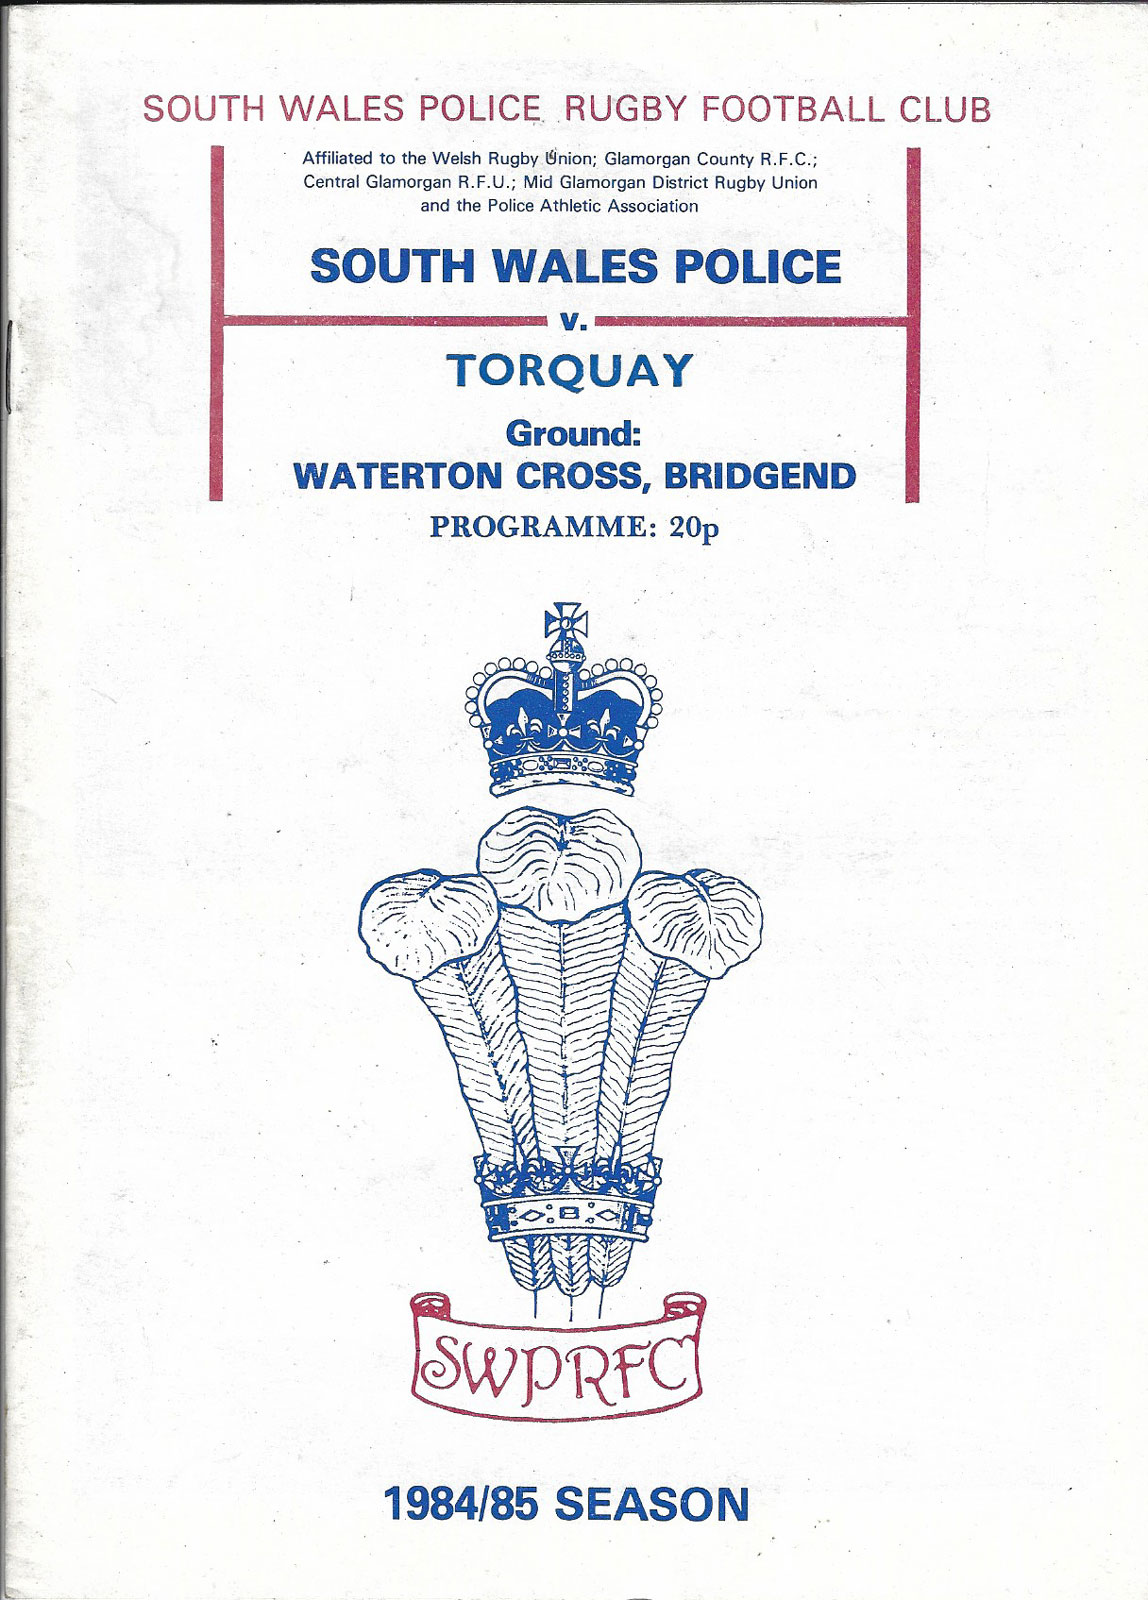 SOUTH WALES POLICE RUGBY FOOTBALL CLUB
Affiliated to the Welsh Rugby Union; Glamorgan County R.F.C.;
Central Glamorgan R.F.U.; Mid Glamorgan District Rugby Union
and the Police Athletic Association
SOUTH WALES POLICE
v.
TORQUAY
Ground:
WATERTON CROSS, BRIDGEND
PROGRAMME: 20p
SWPRFC
1984/85 SEASON